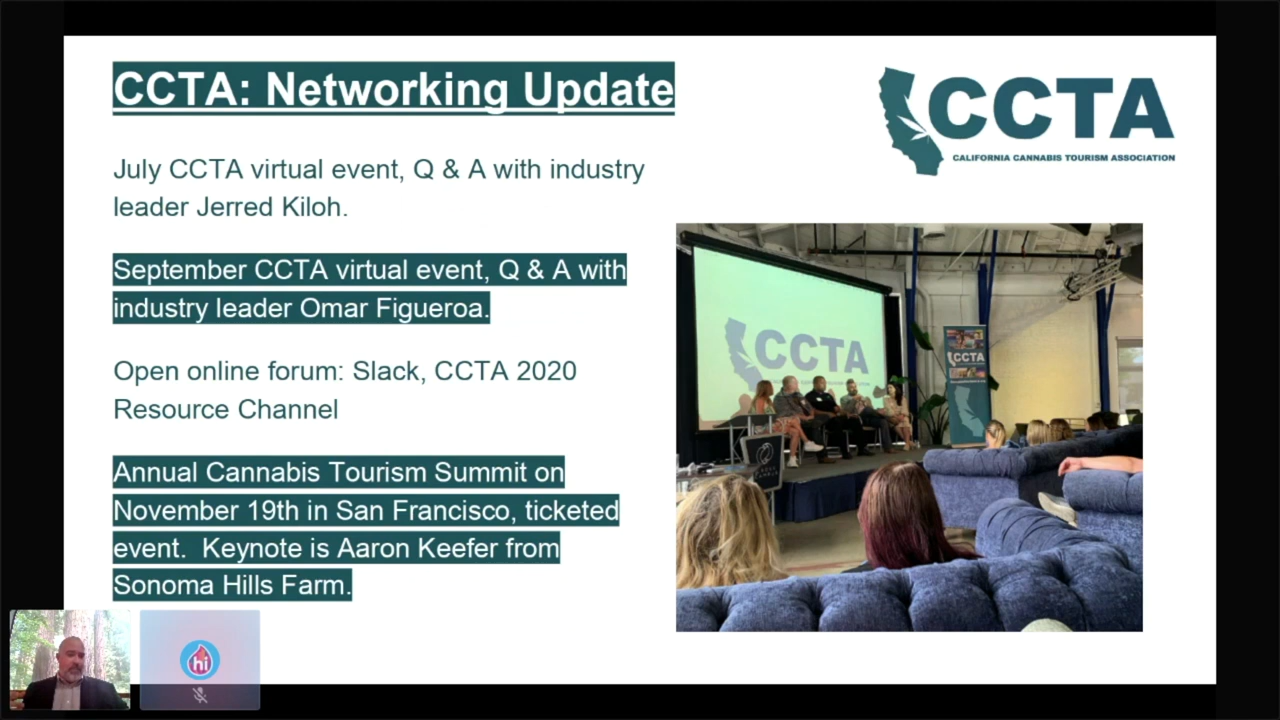 CCTA: Networking Update
CCTA
CALIFORNIA CANNABIS TOURISM ASSOCIATION
July CCTA virtual event, Q & A with industry
leader Jerred Kiloh.
September CCTA virtual event, Q & A with
industry leader Omar Figueroa.
Open online forum: Slack, CCTA 2020
Resource Channel
Annual Cannabis Tourism Summit on
November 19th in San Francisco, ticketed
event.  Keynote is Aaron Keefer from
Sonoma Hills Farm.
CCTA
CCTA
hi